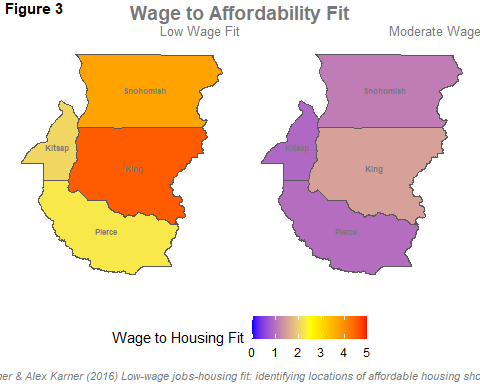 Figure 3
Wage to Affordability Fit
Low Wage Fit
Moderate Wage
Snohomish
Snohomish
Kitsap
Kitsap
King
King
Pierce
Pierce
Wage to Housing Fit
0 1 2 3 4 5
ner & Alex Karner (2016) Low-wage jobs-housing fit: identifying locations of affordable housing sho